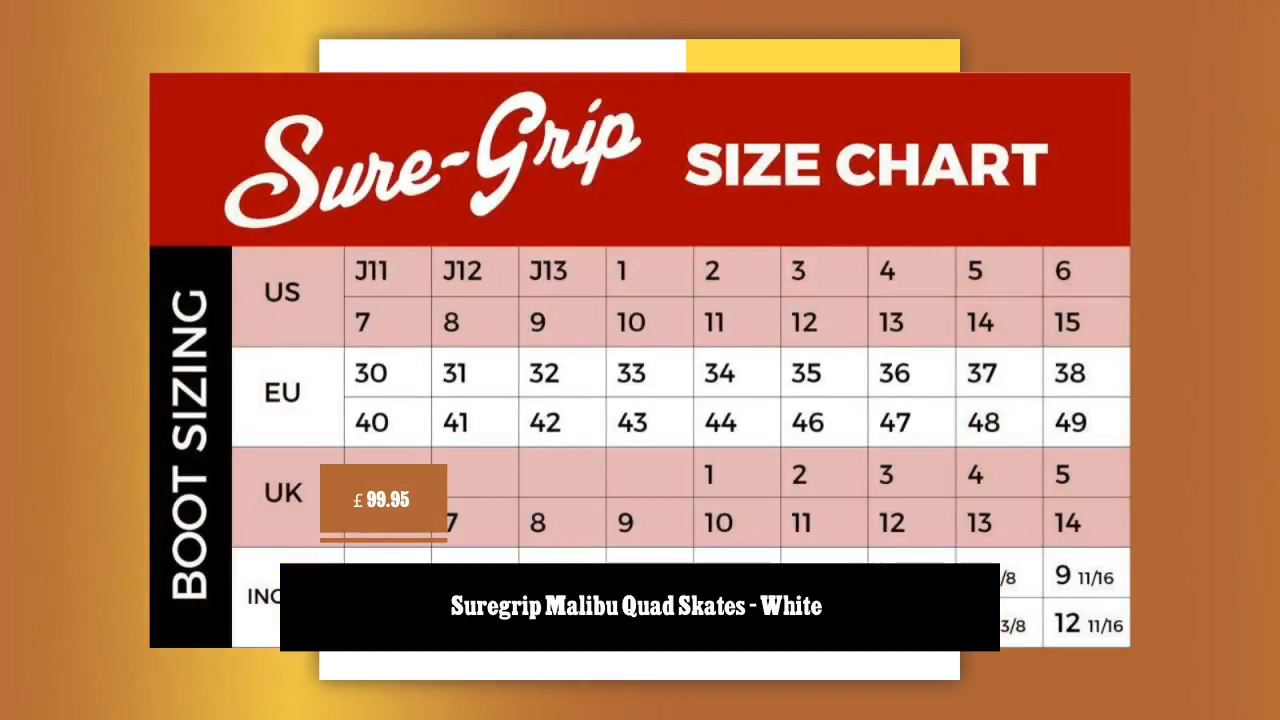 Sure-Grip SIZE CHART
BOOT SIZING
US J11 J12 J13 1 2 3 4 5 6
7 8 9 10 11 12 13 14 15
EU 30 31 32 33 34 35 36 37 38
40 41 42 43 44 46 47 48 49
UK 1 2 3 4 5
7 8 9 10 11 12 13 14
£ 99.95
9 11/16
3/8 12 11/16
Suregrip Malibu Quad Skates - White